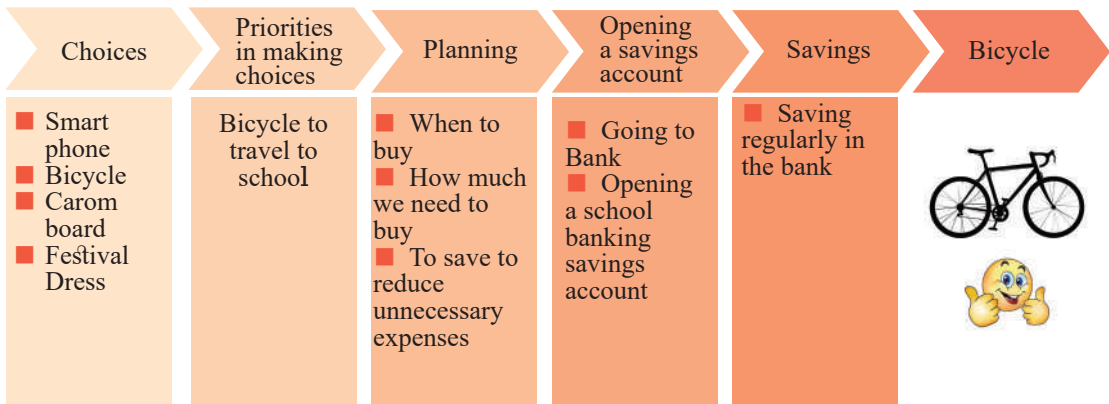 Choices
Priorities
in making
choices
Planning
Opening
a savings
account
Savings
Bicycle
Smart
phone
Bicycle
Carom
board
Festival
Dress
Bicycle to
travel to
school
When to
buy
How much
we need to
buy
To save to
reduce
unnecessary
expenses
Going to
Bank
Opening
a school
banking
savings
account
Saving
regularly in
the bank